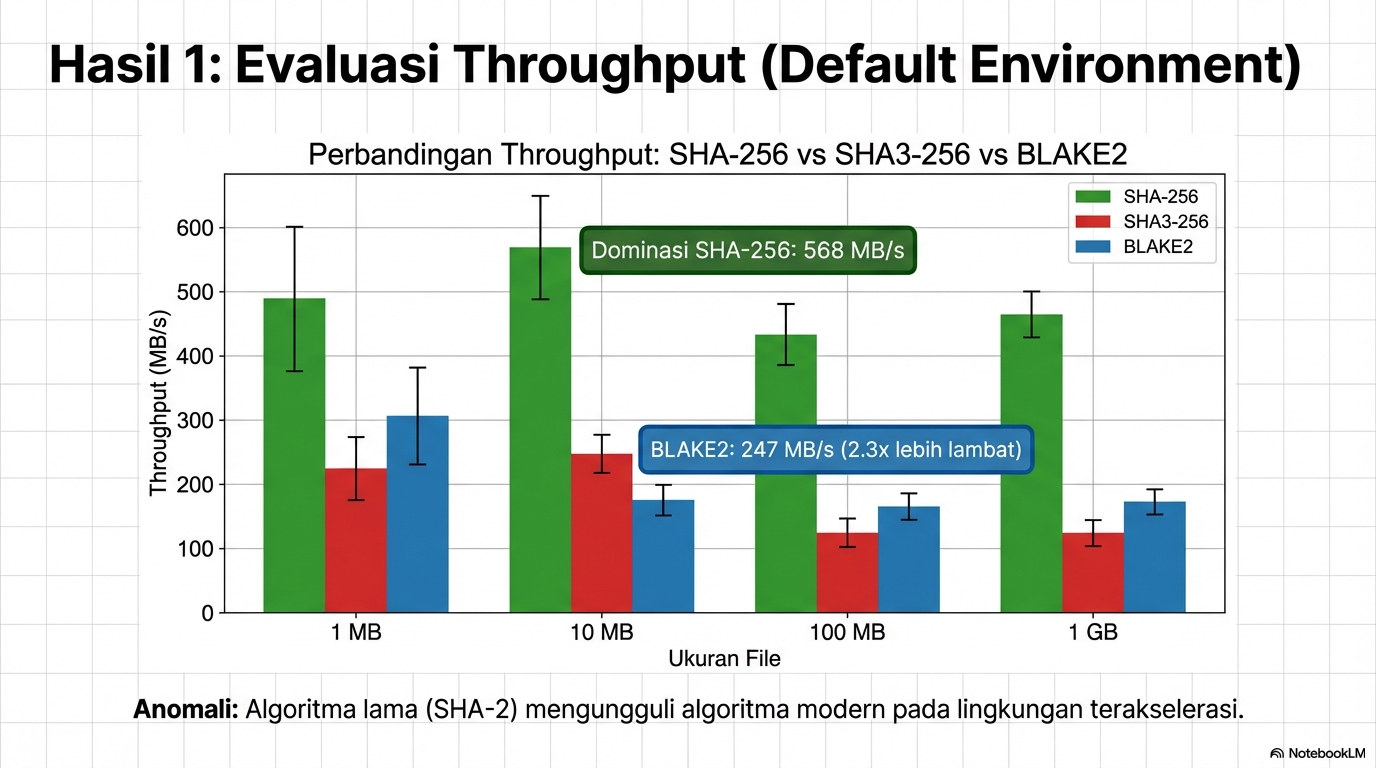 Hasil 1: Evaluasi Throughput (Default Environment)
Perbandingan Throughput: SHA-256 vs SHA3-256 vs BLAKE2
Throughput (MB/s)
600
500
400
300
200
100
0
SHA-256
SHA3-256
BLAKE2
Dominasi SHA-256: 568 MB/s
BLAKE2: 247 MB/s (2.3x lebih lambat)
1 MB
10 MB
100 MB
1 GB
Ukuran File
Anomali: Algoritma lama (SHA-2) mengungguli algoritma modern pada lingkungan terakselerasi.
NotebookLM